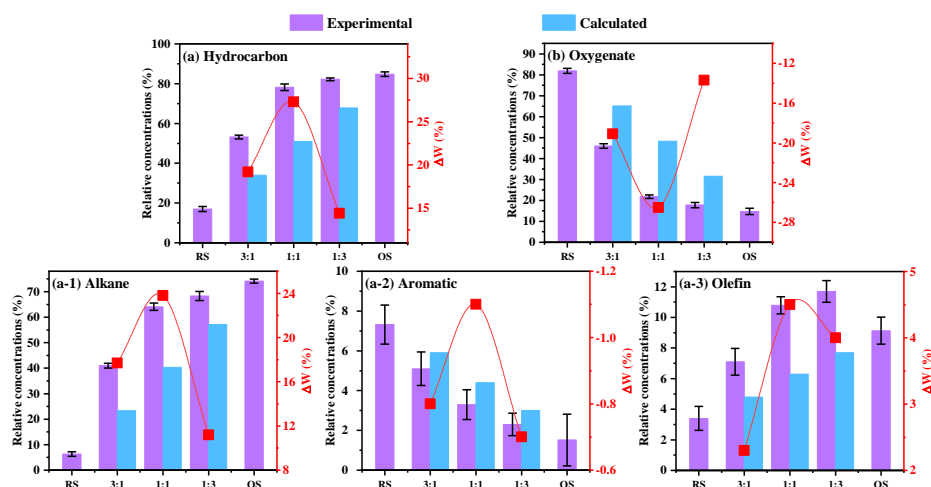 Experimental Calculated
(a) Hydrocarbon
Relative concentrations (%)
100
80
60
40
20
0
RS 3:1 1:1 1:3 OS
30
25
20
15
ΔW (%)
(b) Oxygenate
Relative concentrations (%)
90
80
70
60
50
40
30
20
10
0
RS 3:1 1:1 1:3 OS
-12
-16
-20
-24
-28
ΔW (%)
(a-1) Alkane
Relative concentrations (%)
70
60
50
40
30
20
10
0
RS 3:1 1:1 1:3 OS
24
20
16
12
8
ΔW (%)
(a-2) Aromatic
Relative concentrations (%)
10
8
6
4
2
0
RS 3:1 1:1 1:3 OS
-1.2
-1.0
-0.8
-0.6
ΔW (%)
(a-3) Olefin
Relative concentrations (%)
12
10
8
6
4
2
0
RS 3:1 1:1 1:3 OS
5
4
3
2
ΔW (%)